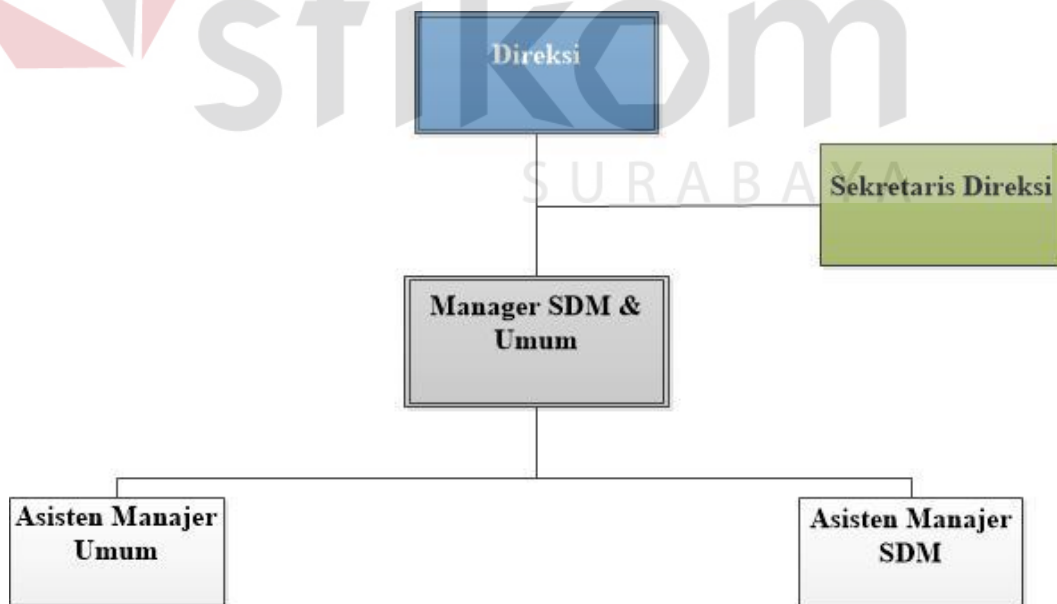 stikom
SURABAYA
Direksi
Sekretaris Direksi
Manager SDM &
Umum
Asisten Manajer
Umum
Asisten Manajer
SDM